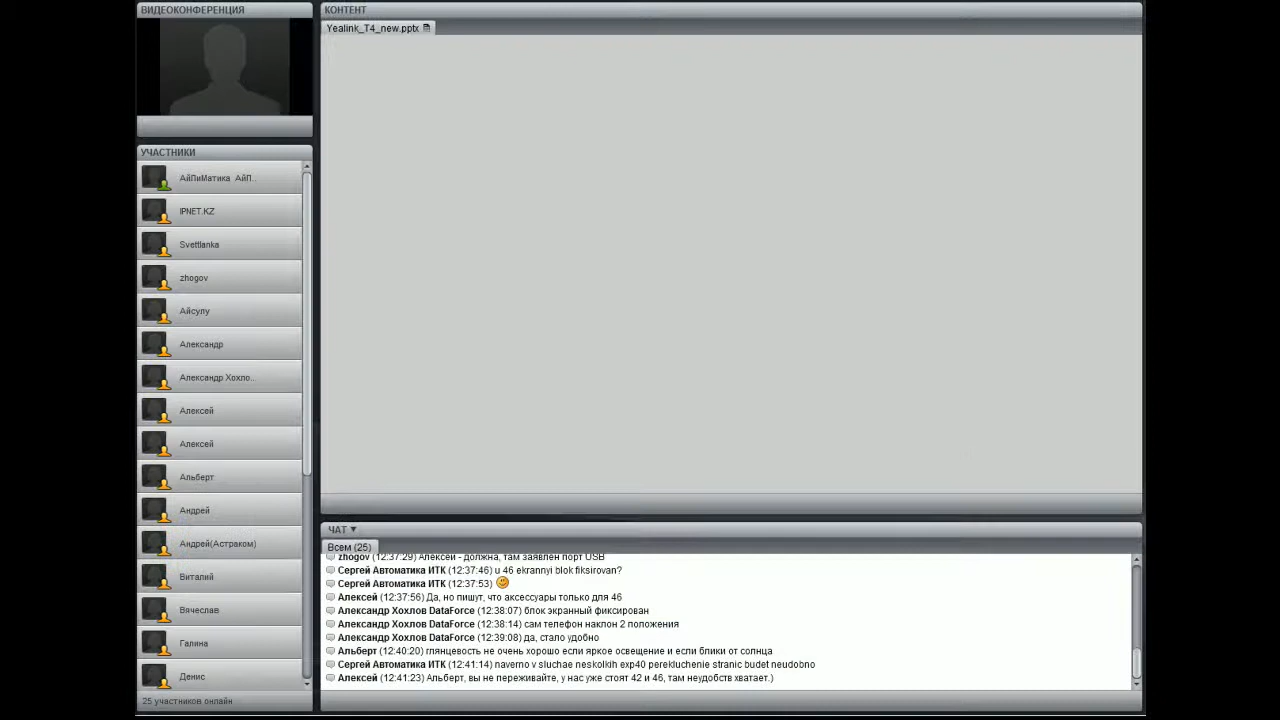 ВИДЕОКОНФЕРЕНЦИЯ
КОНТЕНТ
Yealink_T4_new.pptx
УЧАСТНИКИ
АйПиМатика АйП..
IPNET.KZ
Svettlanka
zhogov
Айсулу
Александр
Александр Хохло..
Алексей
Алексей
Альберт
Андрей
Андрей(Астраком)
Виталий
Вячеслав
Галина
Денис
25 участников онлайн
ЧАТ
Всем (25)
zhogov (12:37:29) Алексей - должна, там заявлен порт USB
Сергей Автоматика ИТК (12:37:46) u 46 ekrannyi blok fiksirovan?
Сергей Автоматика ИТК (12:37:53)
Алексей (12:37:56) Да, но пишут, что аксессуары только для 46
Александр Хохлов DataForce (12:38:07) блок экранный фиксирован
Александр Хохлов DataForce (12:38:14) сам телефон наклон 2 положения
Александр Хохлов DataForce (12:39:08) да, стало удобно
Альберт (12:40:20) глянцевость не очень хорошо если яркое освещение и если блики от солнца
Сергей Автоматика ИТК (12:41:14) naverno v sluchae neskolkih exp40 perekluchenie stranic budet neudobno
Алексей (12:41:23) Альберт, вы не переживайте, у нас уже стоят 42 и 46, там неудобств хватает.)